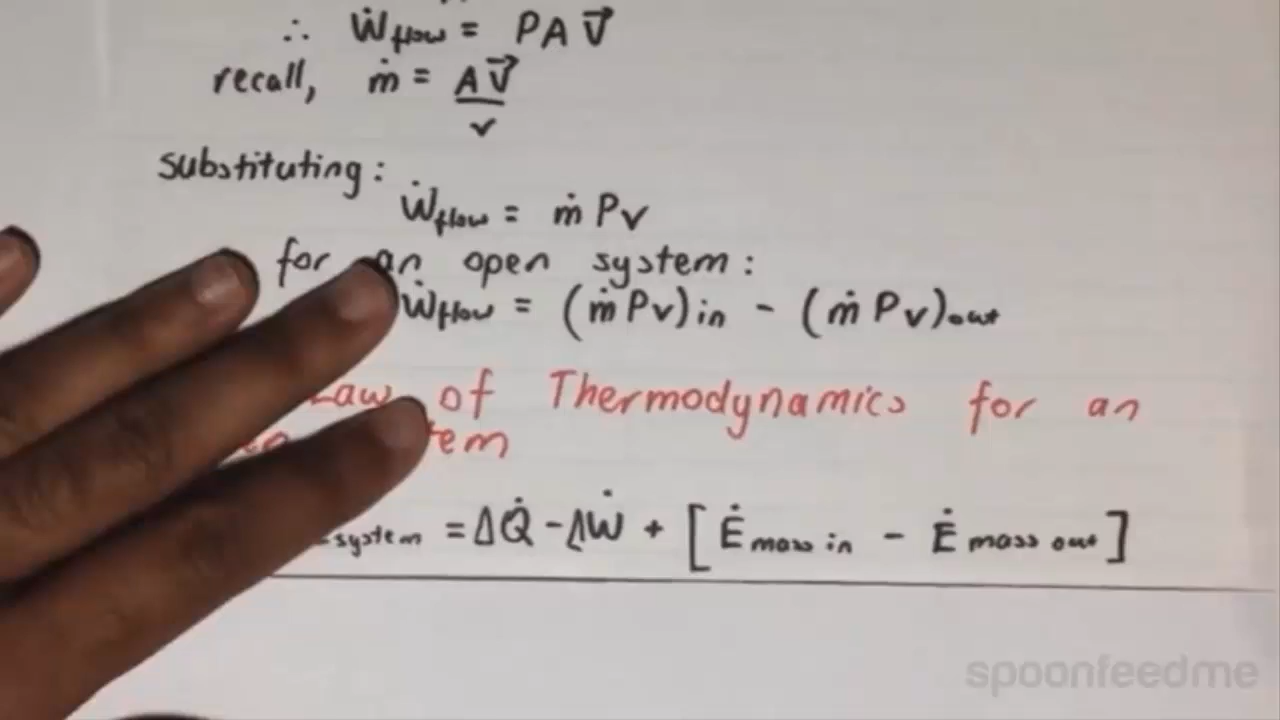 ∴ Ẇflow = PAV⃗
recall, ṁ = AV⃗/v
substituting:
Ẇflow = ṁPv
for an open system:
Ẇflow = (ṁPv)in - (ṁPv)out
Law of Thermodynamics for an
system = ΔQ̇ - ΔẆ + [Ėmass in - Ėmass out]
spoonfeedme